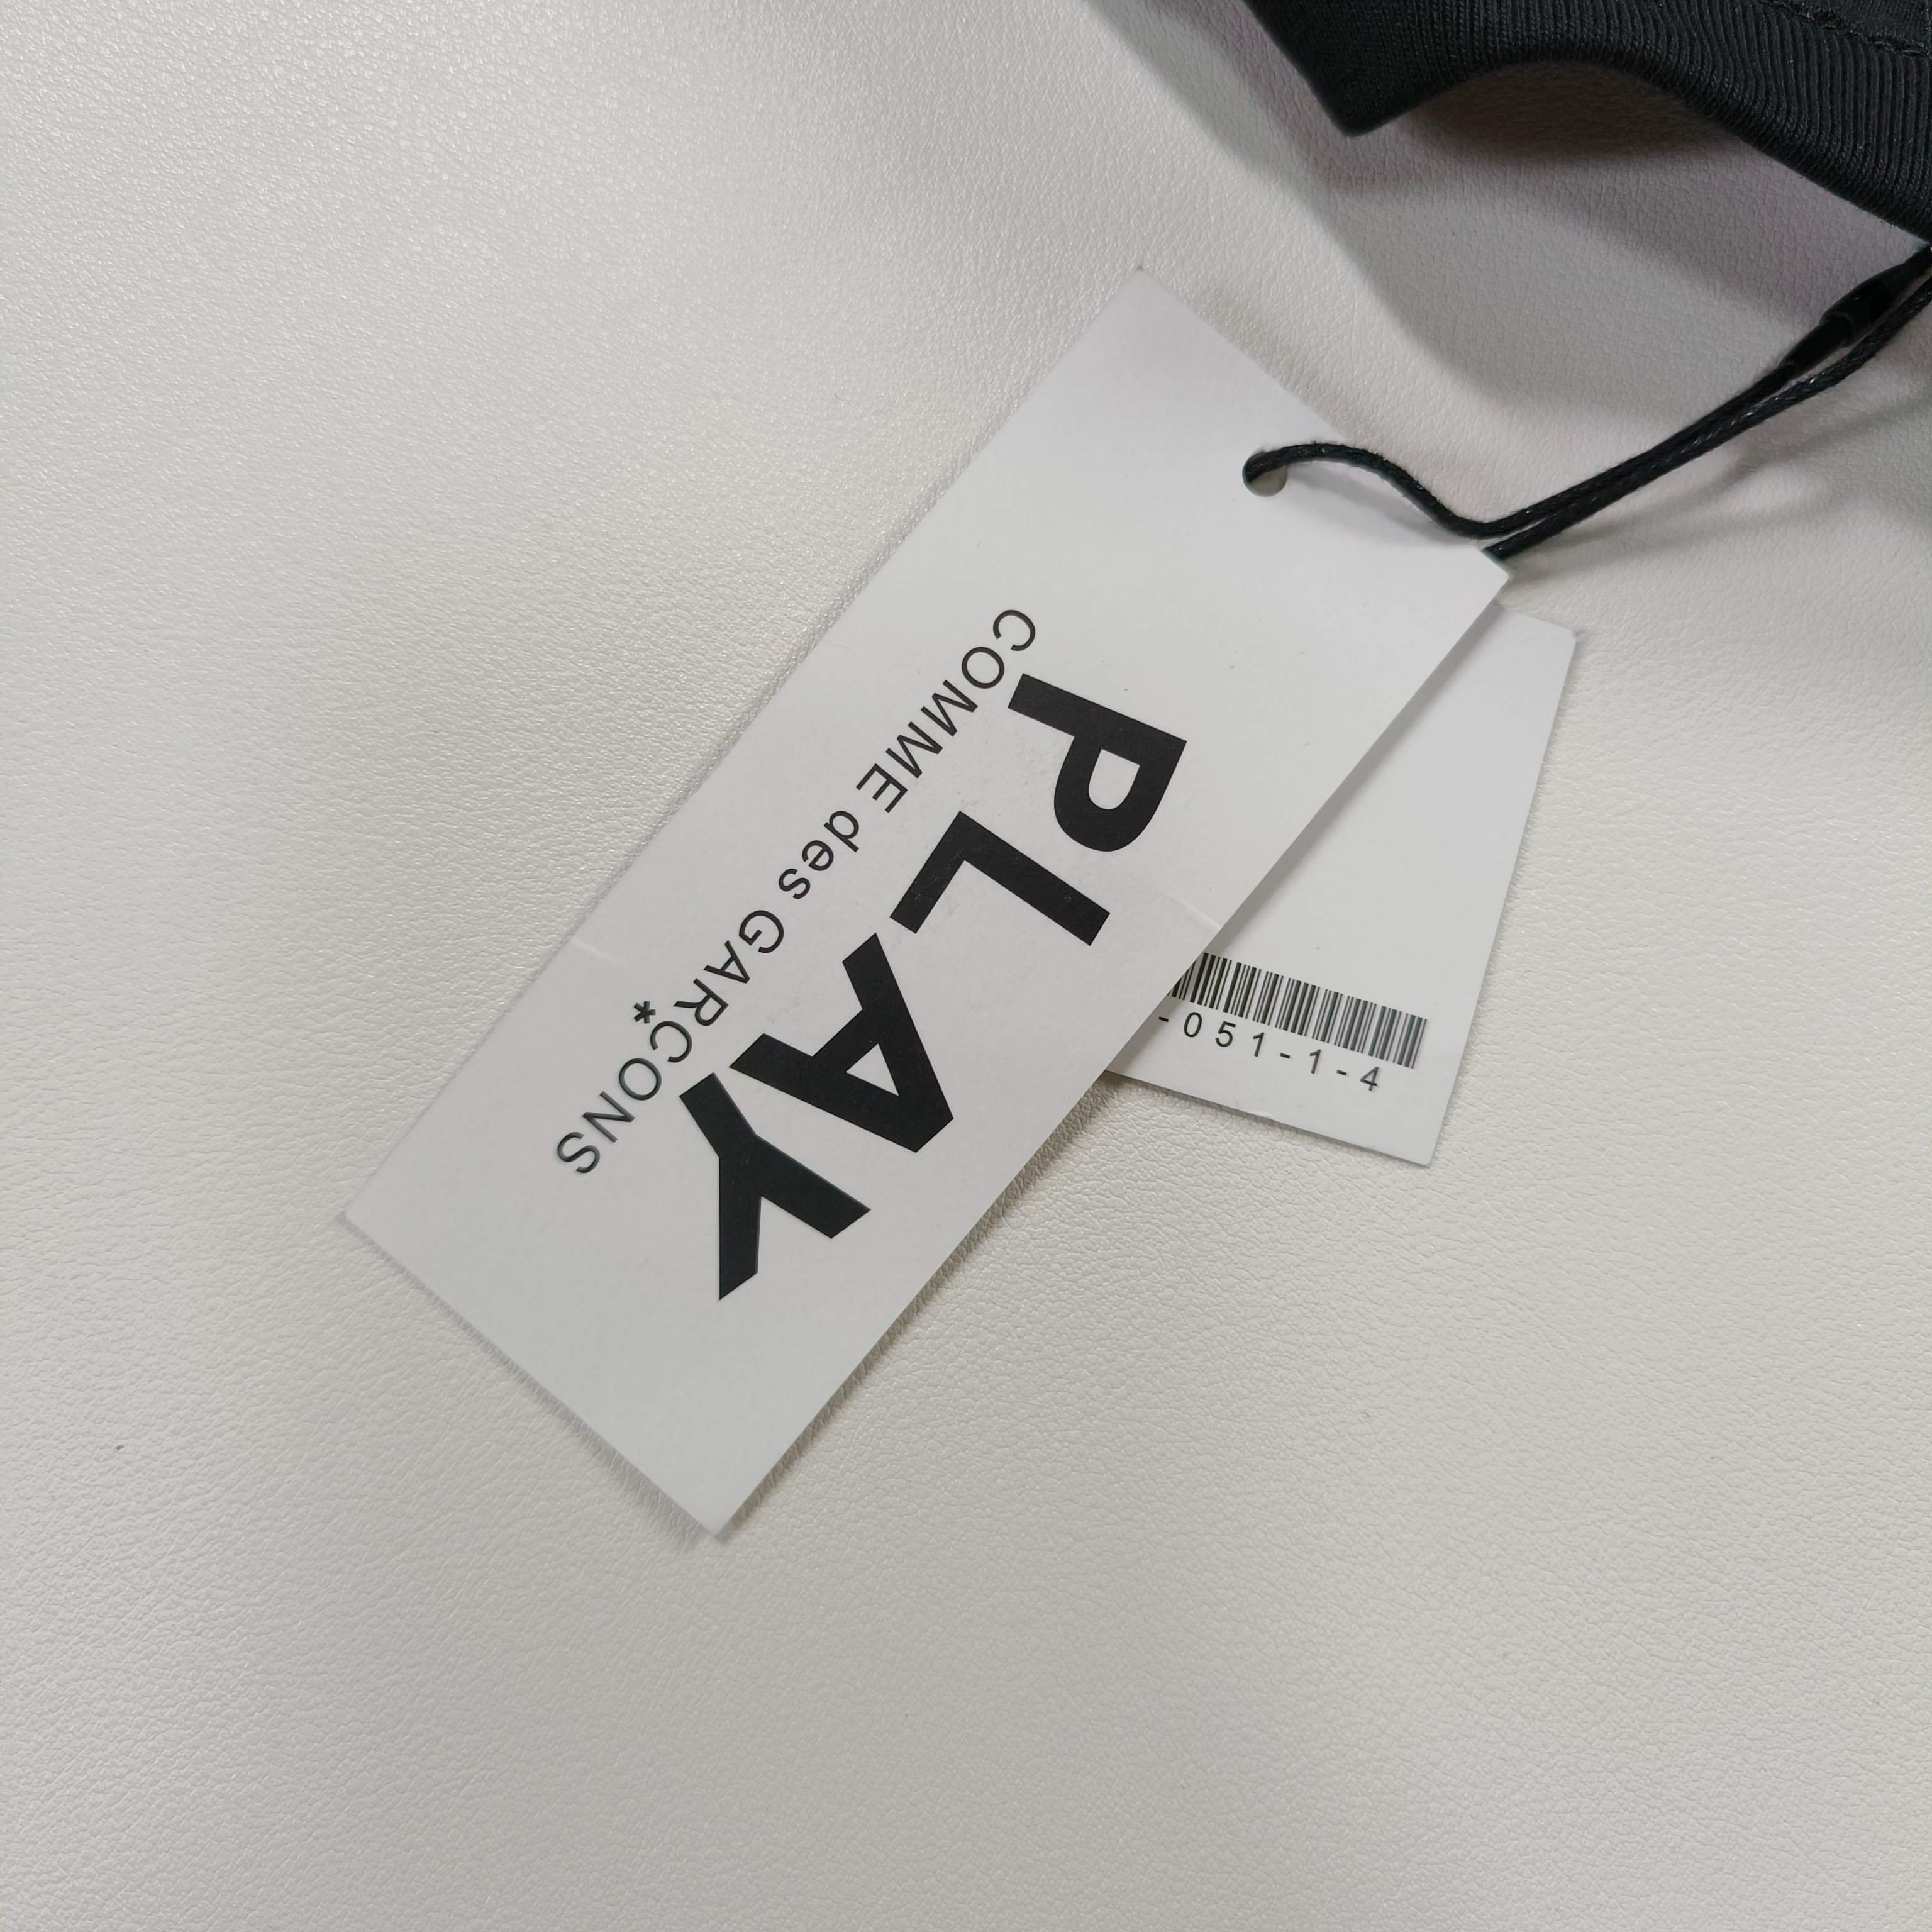 PLAY
COMME des GARÇONS
*
-051-1-4